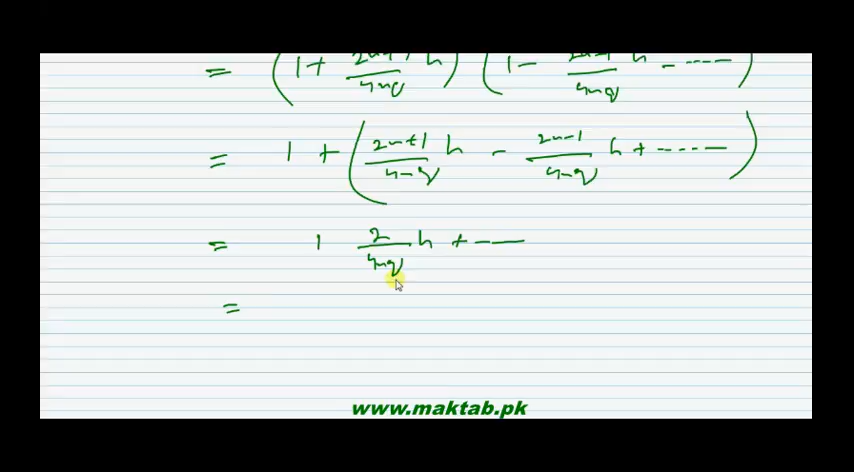 = (1 + 2n+1/4nq h) (1 - 2n-1/4nq h - ----)
= 1 + (2n+1/4nq h - 2n-1/4nq h + -----)
= 1 2/4nq h + ---
=
www.maktab.pk